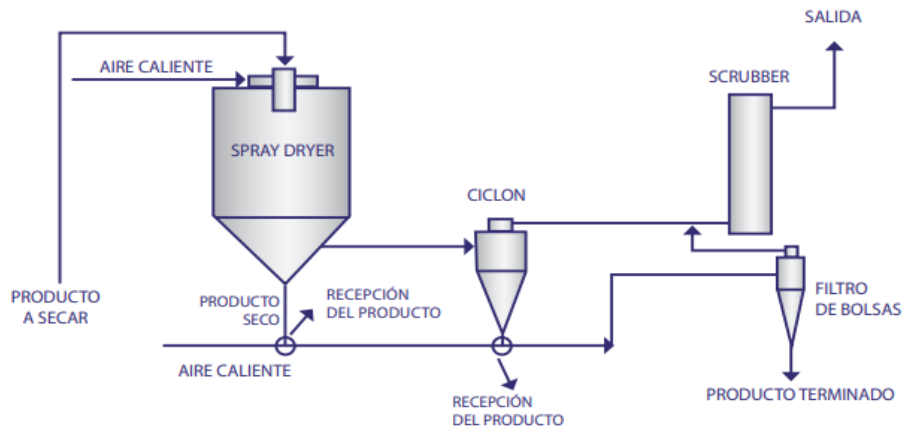 SALIDA
AIRE CALIENTE
SCRUBBER
SPRAY DRYER
CICLON
PRODUCTO
A SECAR
PRODUCTO
SECO
RECEPCIÓN
DEL PRODUCTO
FILTRO
DE BOLSAS
AIRE CALIENTE
RECEPCIÓN
DEL PRODUCTO
PRODUCTO TERMINADO